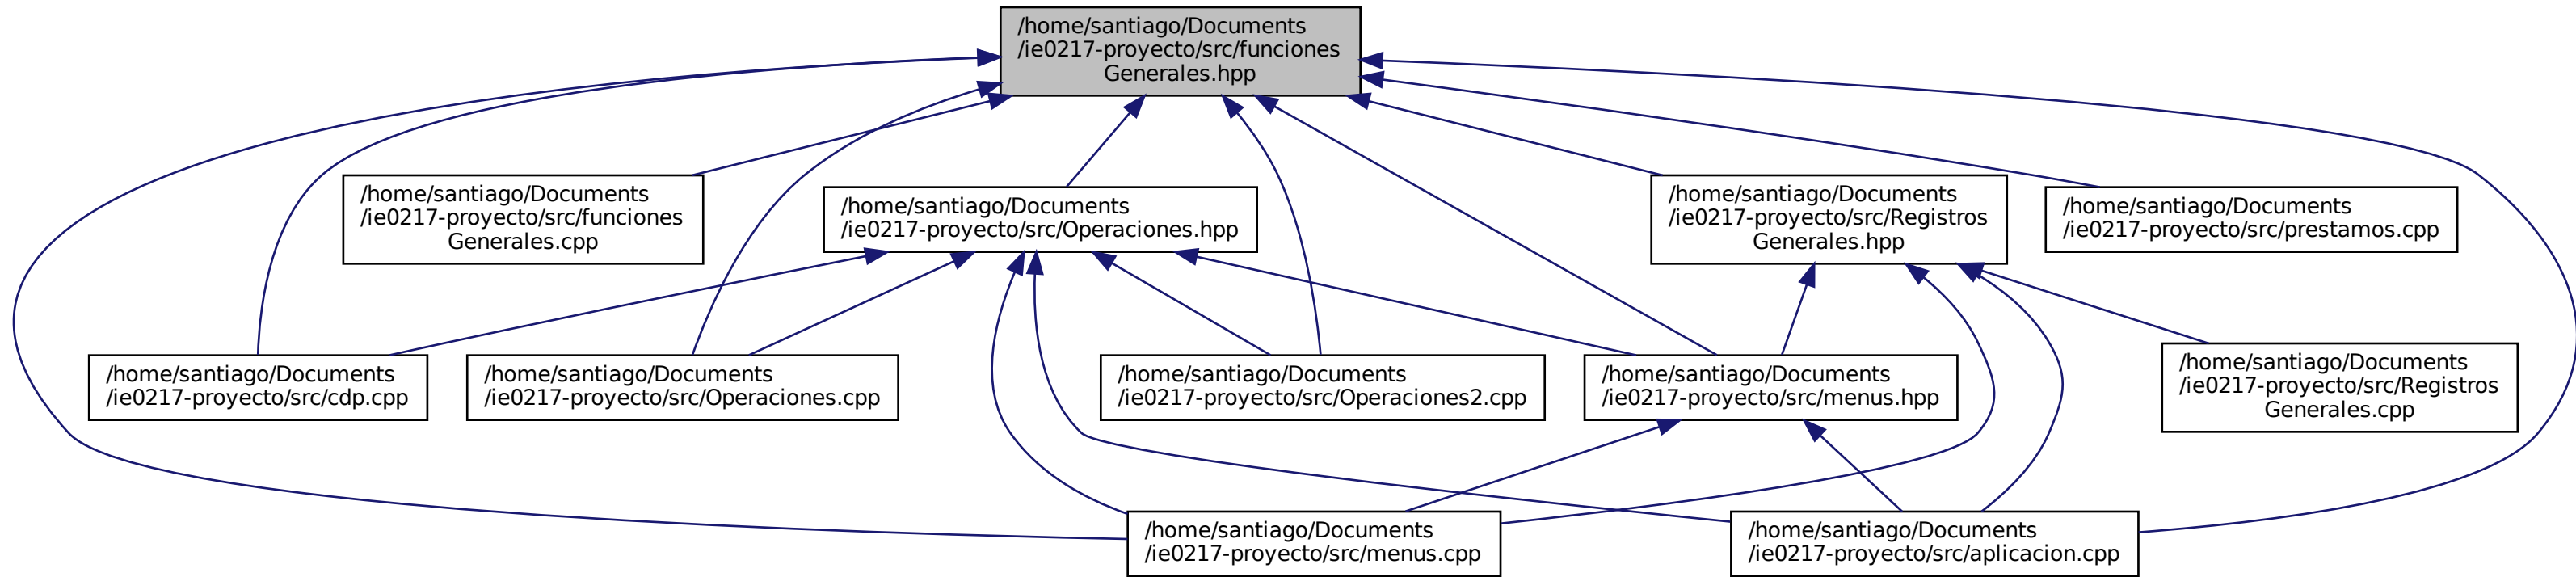 /home/santiago/Documents
/ie0217-proyecto/src/funciones
Generales.hpp
/home/santiago/Documents
/ie0217-proyecto/src/funciones
Generales.cpp
/home/santiago/Documents
/ie0217-proyecto/src/Operaciones.hpp
/home/santiago/Documents
/ie0217-proyecto/src/Registros
Generales.hpp
/home/santiago/Documents
/ie0217-proyecto/src/prestamos.cpp
/home/santiago/Documents
/ie0217-proyecto/src/cdp.cpp
/home/santiago/Documents
/ie0217-proyecto/src/Operaciones.cpp
/home/santiago/Documents
/ie0217-proyecto/src/Operaciones2.cpp
/home/santiago/Documents
/ie0217-proyecto/src/menus.hpp
/home/santiago/Documents
/ie0217-proyecto/src/Registros
Generales.cpp
/home/santiago/Documents
/ie0217-proyecto/src/menus.cpp
/home/santiago/Documents
/ie0217-proyecto/src/aplicacion.cpp